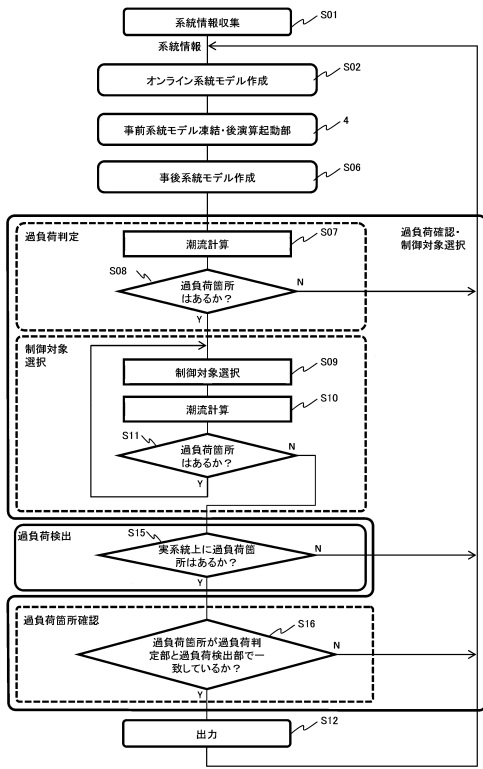 系統情報収集
S01
系統情報
オンライン系統モデル作成
S02
事前系統モデル凍結・後演算起動部
4
事後系統モデル作成
S06
過負荷判定
過負荷確認・
制御対象選択
潮流計算
S07
S08
過負荷箇所
はあるか？
N
Y
制御対象
選択
制御対象選択
S09
潮流計算
S10
S11
過負荷箇所
はあるか？
N
Y
過負荷検出
S15
実系統上に過負荷箇
所はあるか？
N
Y
過負荷箇所確認
S16
過負荷箇所が過負荷判
定部と過負荷検出部で一
致しているか？
N
Y
出力
S12